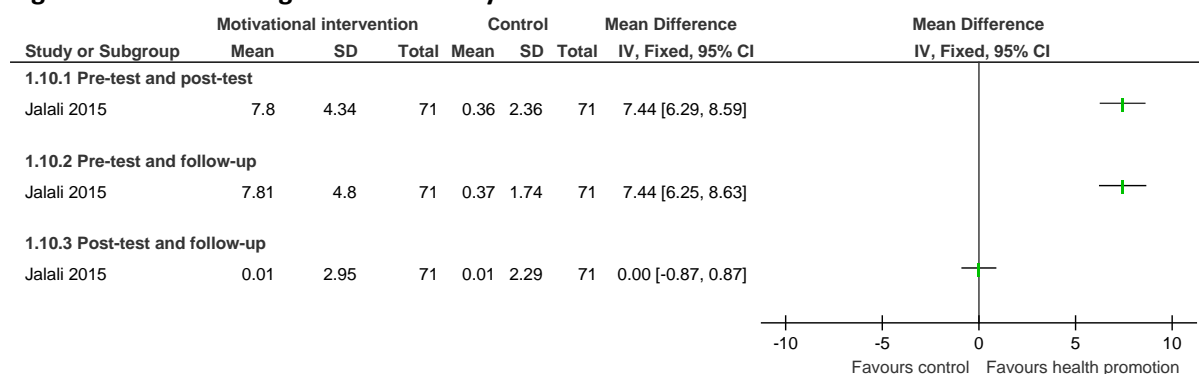 Motivational intervention Control Mean Difference Mean Difference
Study or Subgroup Mean SD Total Mean SD Total IV, Fixed, 95% CI IV, Fixed, 95% CI
1.10.1 Pre-test and post-test
Jalali 2015 7.8 4.34 71 0.36 2.36 71 7.44 [6.29, 8.59]
1.10.2 Pre-test and follow-up
Jalali 2015 7.81 4.8 71 0.37 1.74 71 7.44 [6.25, 8.63]
1.10.3 Post-test and follow-up
Jalali 2015 0.01 2.95 71 0.01 2.29 71 0.00 [-0.87, 0.87]
-10 -5 0 5 10
Favours control Favours health promotion